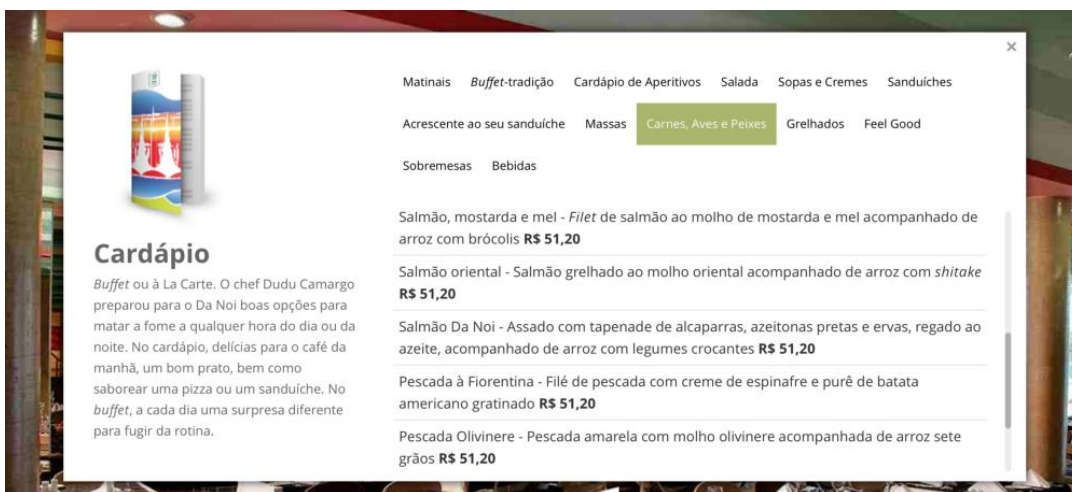 ×
Matinais Buffet-tradição Cardápio de Aperitivos Salada Sopas e Cremes Sanduíches
Acrescente ao seu sanduíche Massas Carnes, Aves e Peixes Grelhados Feel Good
Sobremesas Bebidas
Cardápio
Buffet ou à La Carte. O chef Dudu Camargo
preparou para o Da Noi boas opções para
matar a fome a qualquer hora do dia ou da
noite. No cardápio, delícias para o café da
manhã, um bom prato, bem como
saborear uma pizza ou um sanduíche. No
buffet, a cada dia uma surpresa diferente
para fugir da rotina.
Salmão, mostarda e mel - Filet de salmão ao molho de mostarda e mel acompanhado de
arroz com brócolis R$ 51,20
Salmão oriental - Salmão grelhado ao molho oriental acompanhado de arroz com shitake
R$ 51,20
Salmão Da Noi - Assado com tapenade de alcaparras, azeitonas pretas e ervas, regado ao
azeite, acompanhado de arroz com legumes crocantes R$ 51,20
Pescada à Fiorentina - Filé de pescada com creme de espinafre e purê de batata
americano gratinado R$ 51,20
Pescada Olivinere - Pescada amarela com molho olivinere acompanhada de arroz sete
grãos R$ 51,20